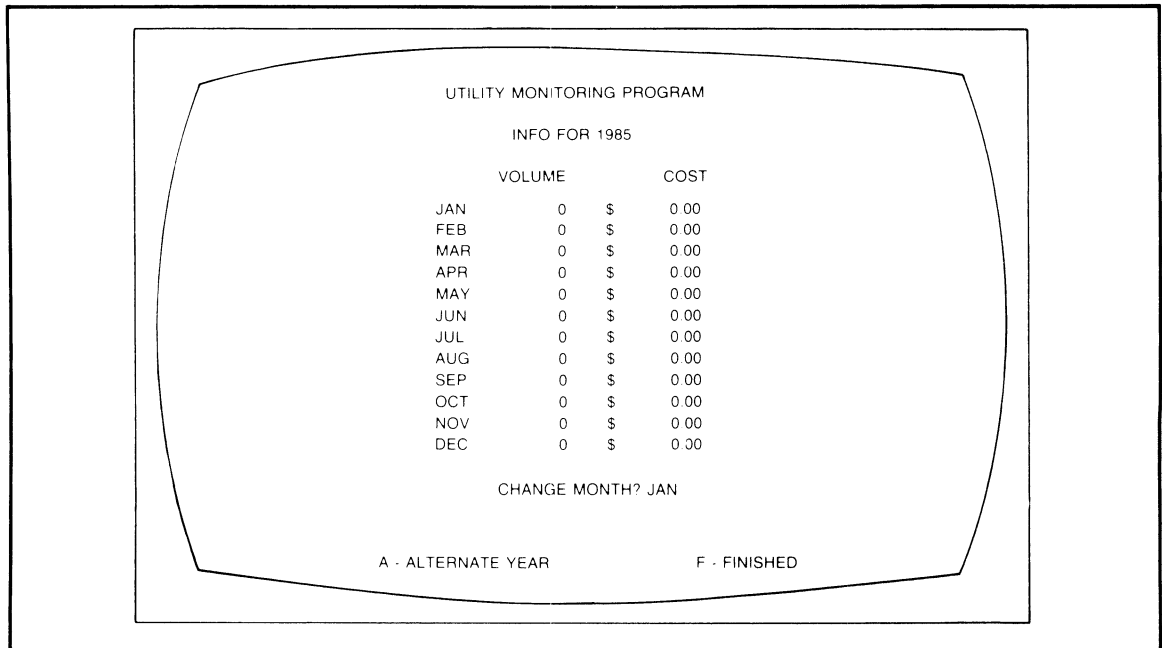 UTILITY MONITORING PROGRAM
INFO FOR 1985
VOLUME COST
JAN 0 $ 0.00
FEB 0 $ 0.00
MAR 0 $ 0.00
APR 0 $ 0.00
MAY 0 $ 0.00
JUN 0 $ 0.00
JUL 0 $ 0.00
AUG 0 $ 0.00
SEP 0 $ 0.00
OCT 0 $ 0.00
NOV 0 $ 0.00
DEC 0 $ 0.00
CHANGE MONTH? JAN
A - ALTERNATE YEAR F - FINISHED